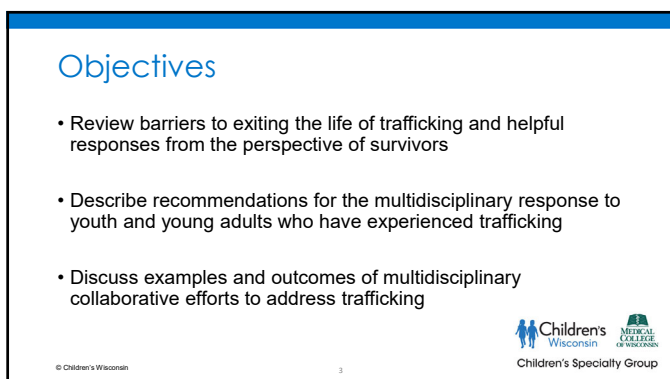 Objectives
• Review barriers to exiting the life of trafficking and helpful
responses from the perspective of survivors
• Describe recommendations for the multidisciplinary response to
youth and young adults who have experienced trafficking
• Discuss examples and outcomes of multidisciplinary
collaborative efforts to address trafficking
Children's
Wisconsin
MEDICAL
COLLEGE
OF WISCONSIN
Children's Specialty Group
© Children's Wisconsin
3